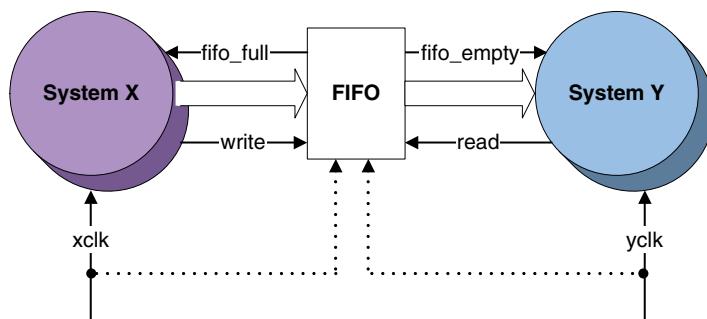 fifo_full
fifo_empty
System X
FIFO
System Y
write
read
xclk
yclk